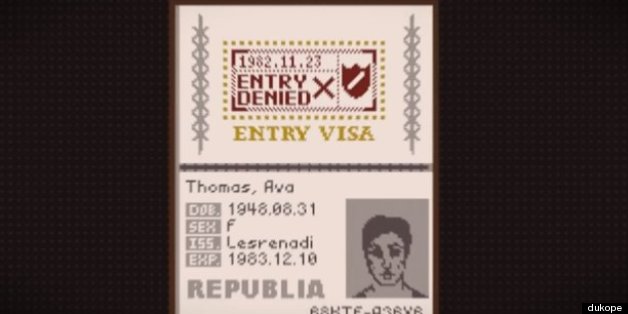 1982.11.23
ENTRY
DENIED
ENTRY VISA
Thomas, Ava
DOB. 1948.08.31
SEX F
ISS. Lesrenadi
EXP. 1983.12.10
REPUBLIA
dukope